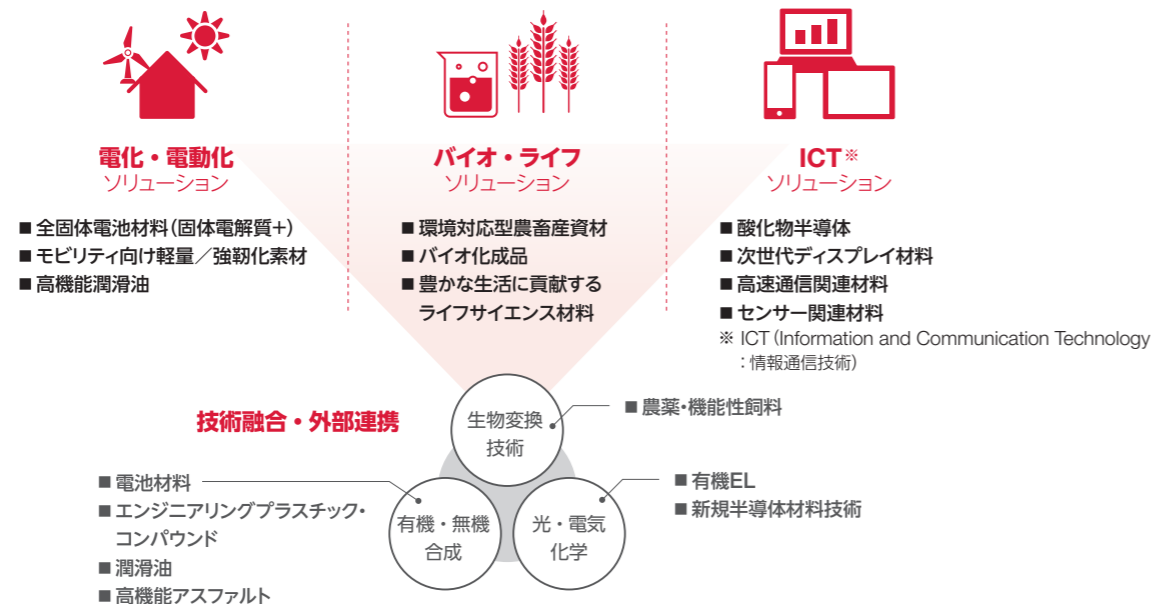 電化・電動化
ソリューション
■ 全固体電池材料（固体電解質+）
■ モビリティ向け軽量／強靭化素材
■ 高機能潤滑油
バイオ・ライフ
ソリューション
■ 環境対応型農畜産資材
■ バイオ化成品
■ 豊かな生活に貢献する
ライフサイエンス材料
ICT※
ソリューション
■ 酸化物半導体
■ 次世代ディスプレイ材料
■ 高速通信関連材料
■ センサー関連材料
※ ICT（Information and Communication Technology
：情報通信技術）
技術融合・外部連携
生物変換
技術
■ 農薬・機能性飼料
■ 電池材料
■ エンジニアリングプラスチック・
コンパウンド
■ 潤滑油
■ 高機能アスファルト
有機・無機
合成
光・電気
化学
■ 有機EL
■ 新規半導体材料技術